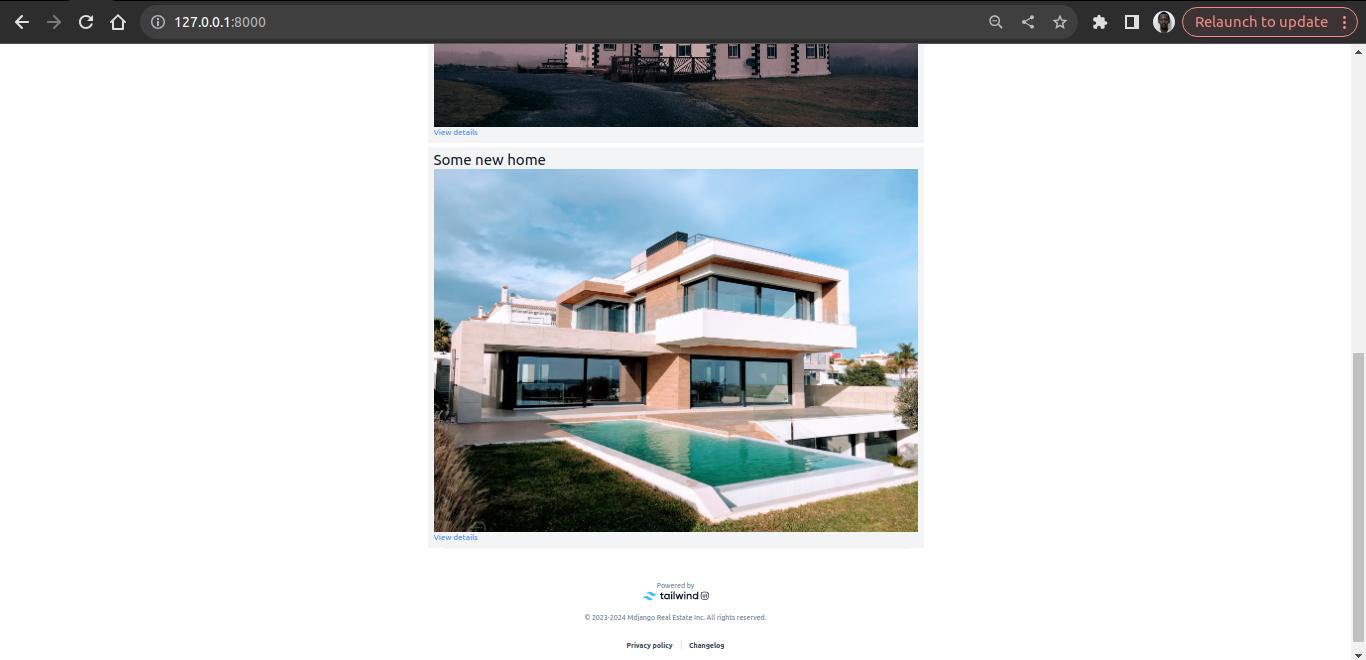 127.0.0.1:8000
Relaunch to update
View details
Some new home
View details
Powered by
tailwind
© 2023-2024 Mdjango Real Estate Inc. All rights reserved.
Privacy policy
Changelog